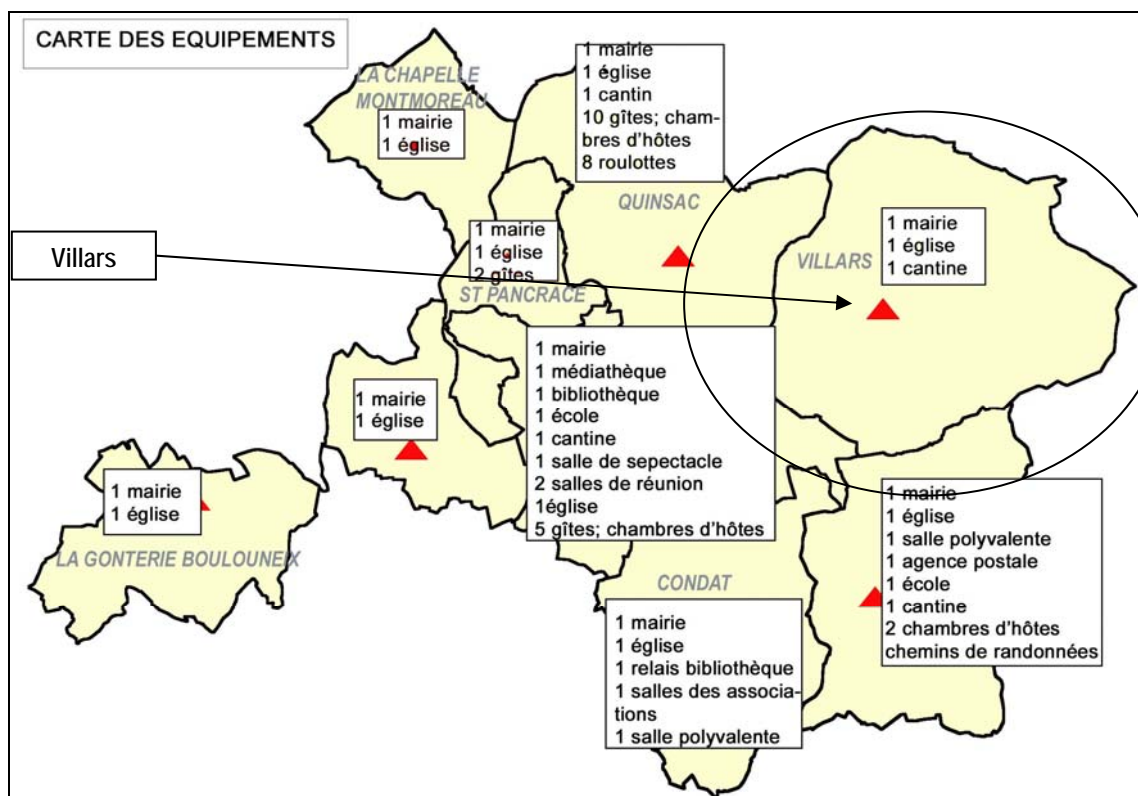 CARTE DES EQUIPEMENTS
LA CHAPELLE
MONTMOREAU
1 mairie
1 église
1 mairie
1 église
1 cantin
10 gîtes; cham-
bres d'hôtes
8 roulottes
QUINSAC
Villars
1 mairie
1 église
2 gîtes
ST PANCRACE
VILLARS
1 mairie
1 église
1 cantine
1 mairie
1 médiathèque
1 bibliothèque
1 école
1 cantine
1 salle de sepectacle
2 salles de réunion
1église
5 gîtes; chambres d'hôtes
1 mairie
1 église
1 mairie
1 église
LA GONTERIE BOULOUNEIX
CONDAT
1 mairie
1 église
1 relais bibliothèque
1 salles des associa-
tions
1 salle polyvalente
1 mairie
1 église
1 salle polyvalente
1 agence postale
1 école
1 cantine
2 chambres d'hôtes
chemins de randonnées